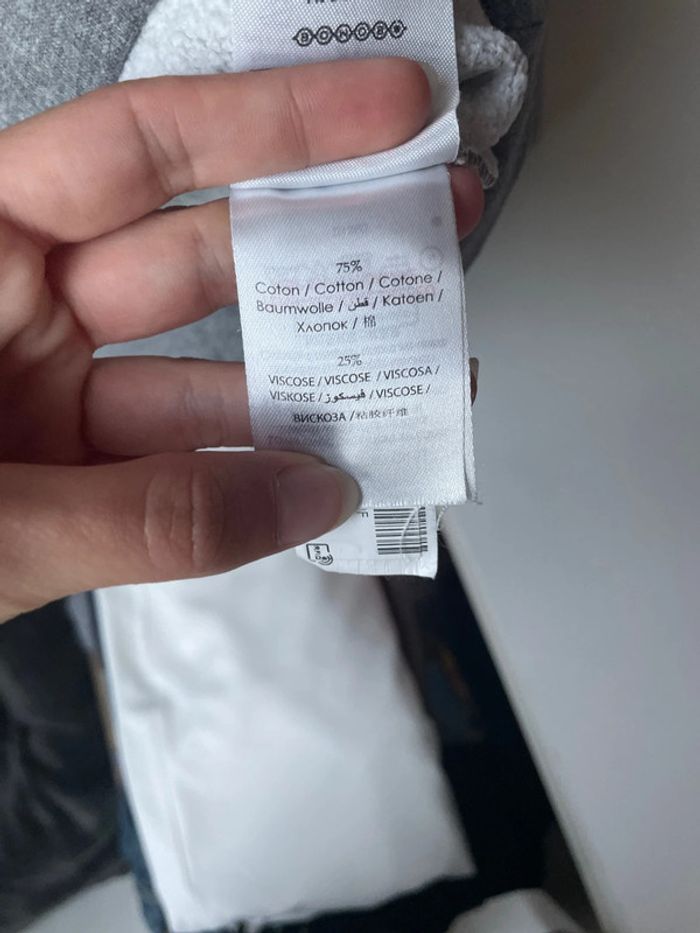 BONOBO
75%
Coton / Cotton / Cotone /
Baumwolle / قطن / Katoen /
Хлопок / 棉
25%
VISCOSE / VISCOSE / VISCOSA /
VISKOSE / فيسكوز / VISCOSE /
ВИСКОЗА / 粘胶纤维
RFID